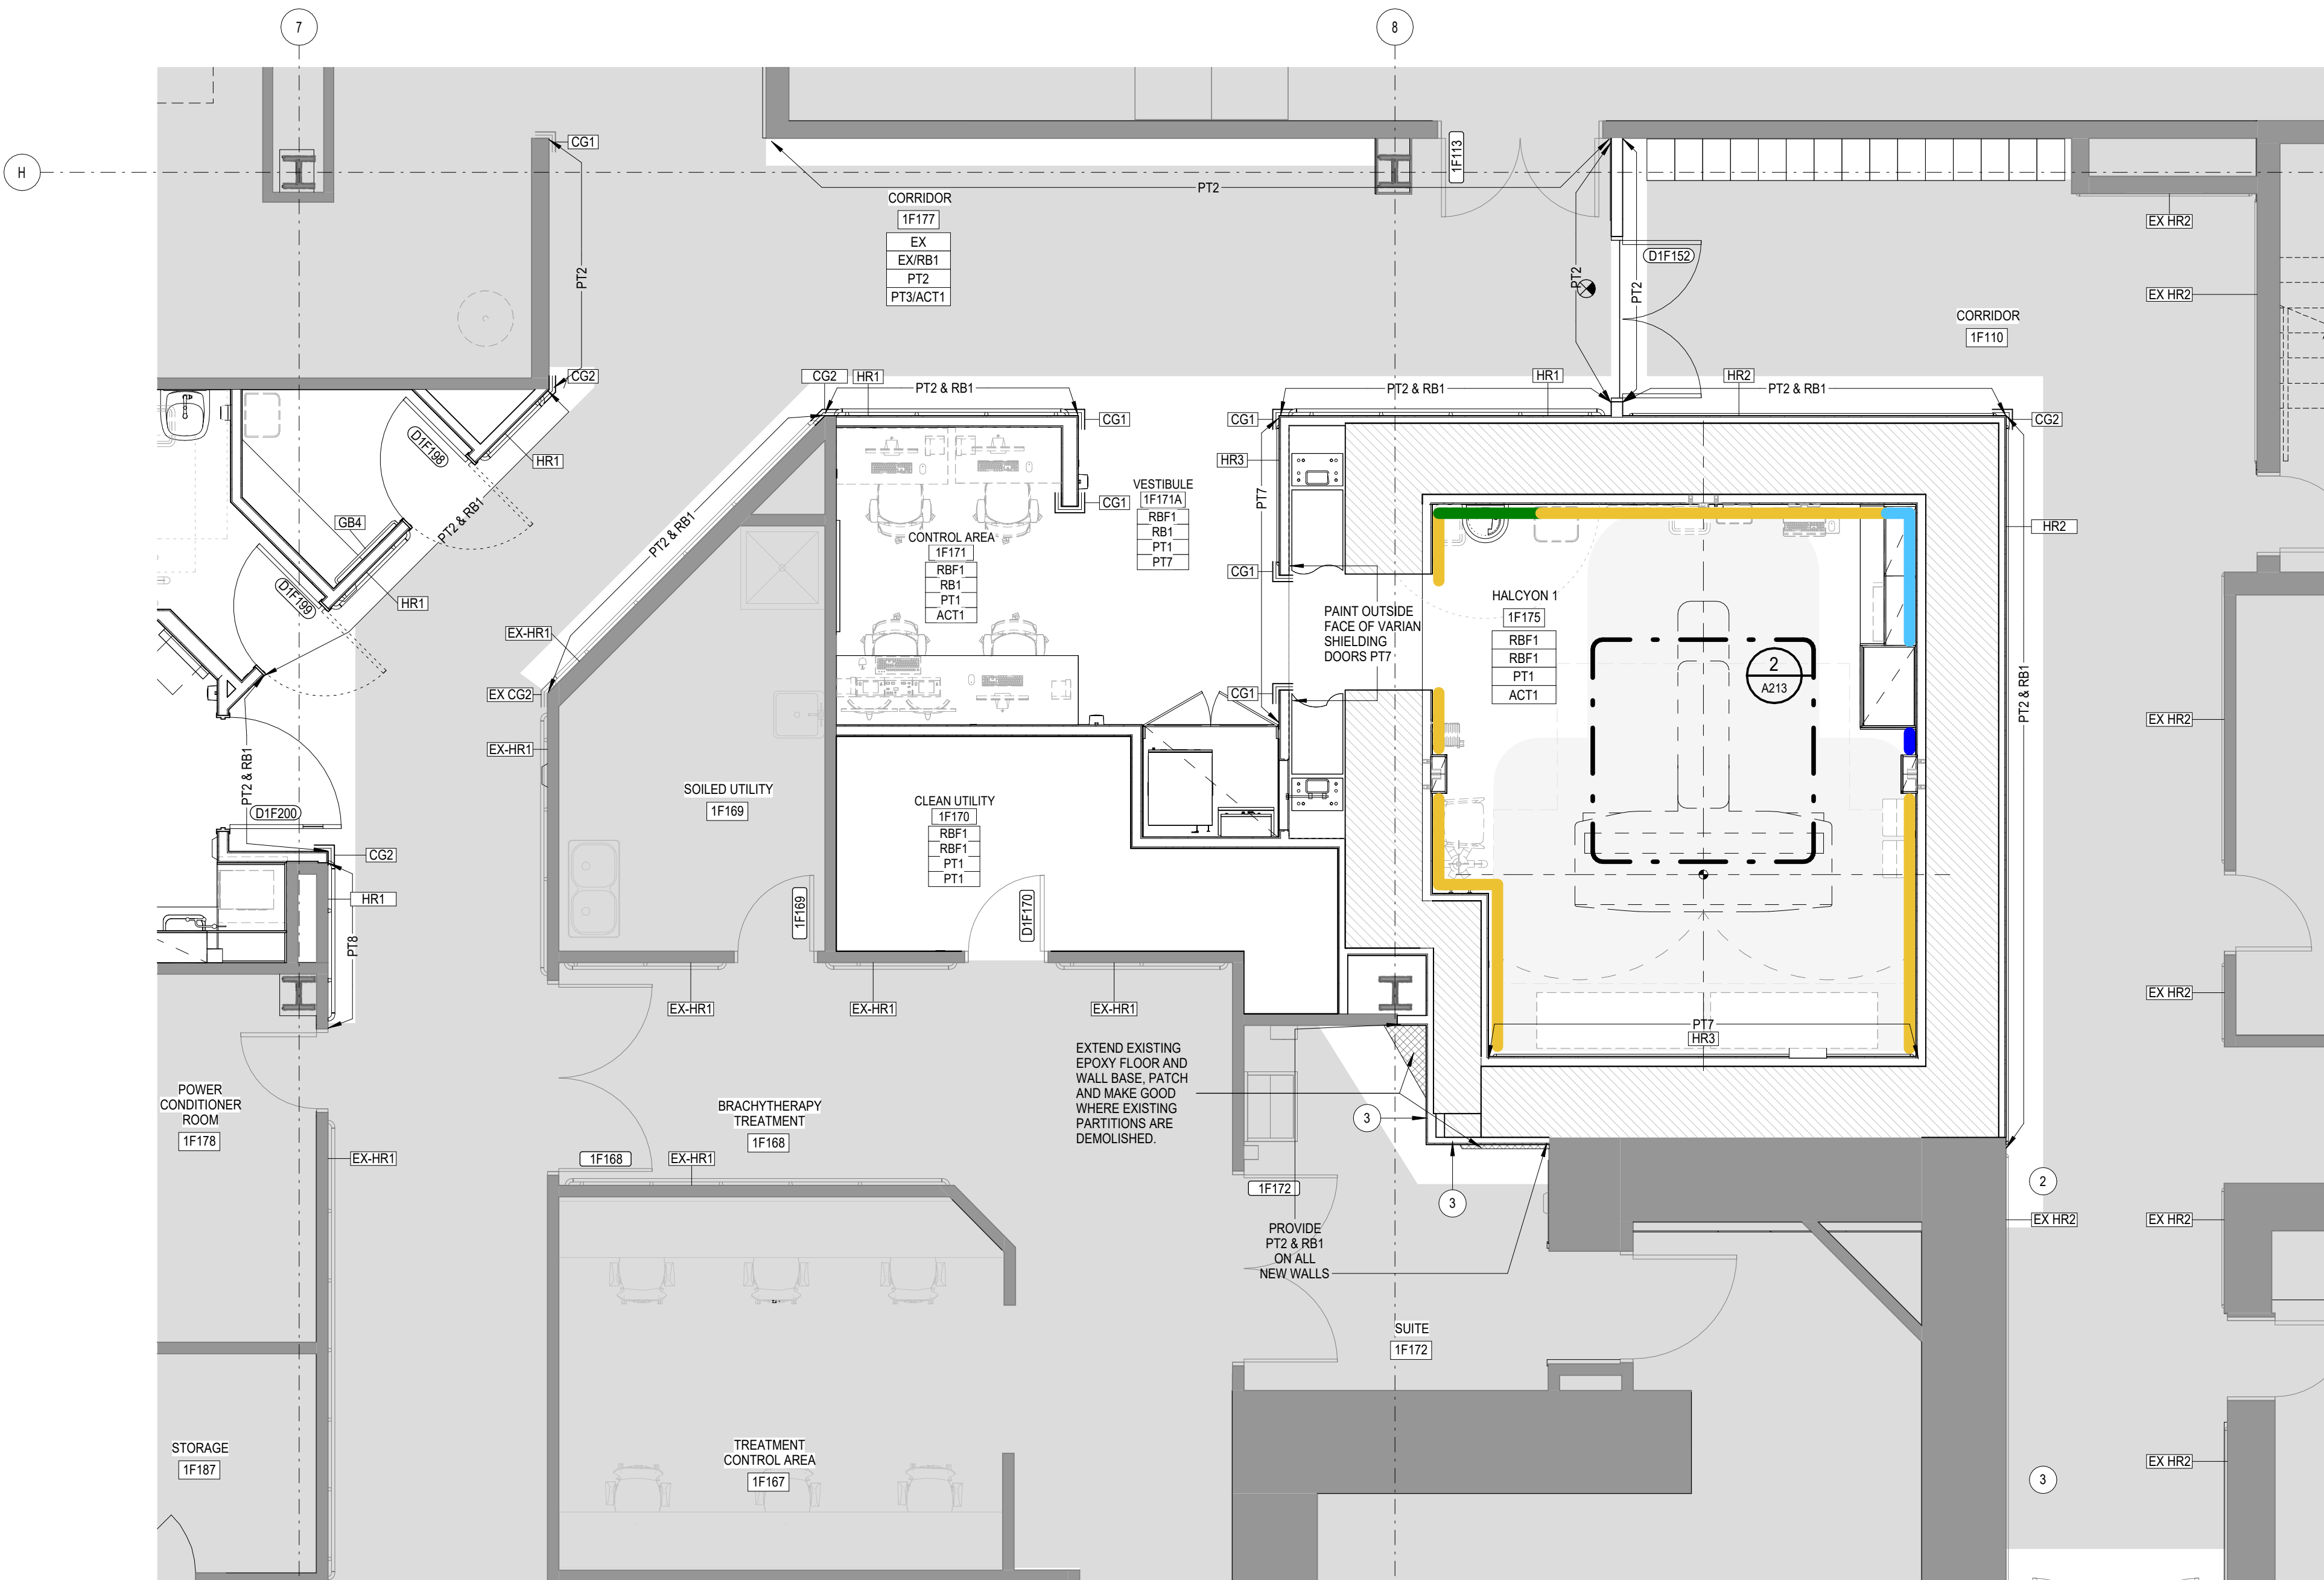 7
8
H
CG1
1F113
PT2
PT2
CORRIDOR
1F177
EX
EX/RB1
PT2
PT3/ACT1
EX HR2
D1F152
PT2
PT2
EX HR2
CORRIDOR
1F110
CG2
CG2
HR1
PT2 & RB1
PT2 & RB1
HR1
HR2
PT2 & RB1
CG1
CG1
CG2
D1F198
HR1
HR3
PT7
VESTIBULE
1F171A
RBF1
RB1
PT1
PT7
CG1
GB4
PT2 & RB1
PT2 & RB1
HR2
CONTROL AREA
1F171
RBF1
RB1
PT1
ACT1
CG1
D1F199
HR1
HALCYON 1
1F175
RBF1
RBF1
PT1
ACT1
PAINT OUTSIDE
FACE OF VARIAN
SHIELDING
DOORS PT7
EX-HR1
2
A213
EX CG2
CG1
PT2 & RB1
EX HR2
EX-HR1
PT2 & RB1
SOILED UTILITY
1F169
CLEAN UTILITY
1F170
RBF1
RBF1
PT1
PT1
D1F200
CG2
HR1
1F169
D1F170
PT8
EX-HR1
EX-HR1
EX-HR1
EX HR2
PT7
HR3
EXTEND EXISTING
EPOXY FLOOR AND
WALL BASE, PATCH
AND MAKE GOOD
WHERE EXISTING
PARTITIONS ARE
DEMOLISHED.
POWER
CONDITIONER
ROOM
1F178
BRACHYTHERAPY
TREATMENT
1F168
3
EX-HR1
1F168
EX-HR1
1F172
3
2
EX HR2
EX HR2
PROVIDE
PT2 & RB1
ON ALL
NEW WALLS
SUITE
1F172
STORAGE
1F187
TREATMENT
CONTROL AREA
1F167
EX HR2
3